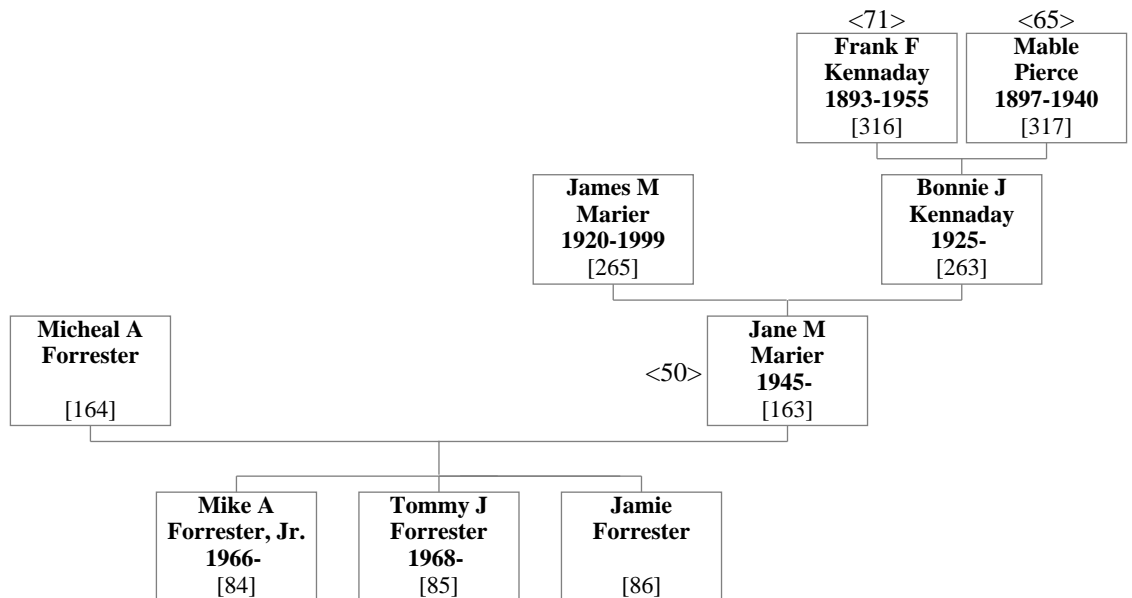 <71>
Frank F
Kennaday
1893-1955
[316]
<65>
Mable
Pierce
1897-1940
[317]
James M
Marier
1920-1999
[265]
Bonnie J
Kennaday
1925-
[263]
Micheal A
Forrester
[164]
<50>
Jane M
Marier
1945-
[163]
Mike A
Forrester, Jr.
1966-
[84]
Tommy J
Forrester
1968-
[85]
Jamie
Forrester
[86]